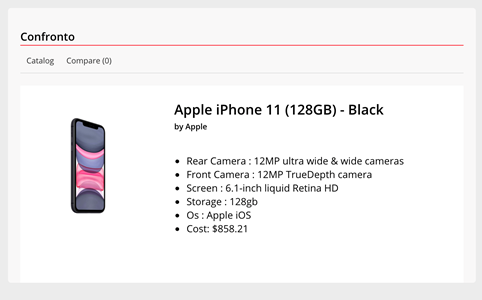 Confronto
Catalog Compare (0)
Apple iPhone 11 (128GB) - Black
by Apple
Rear Camera : 12MP ultra wide & wide cameras
Front Camera : 12MP TrueDepth camera
Screen : 6.1-inch liquid Retina HD
Storage : 128gb
Os : Apple iOS
Cost: $858.21